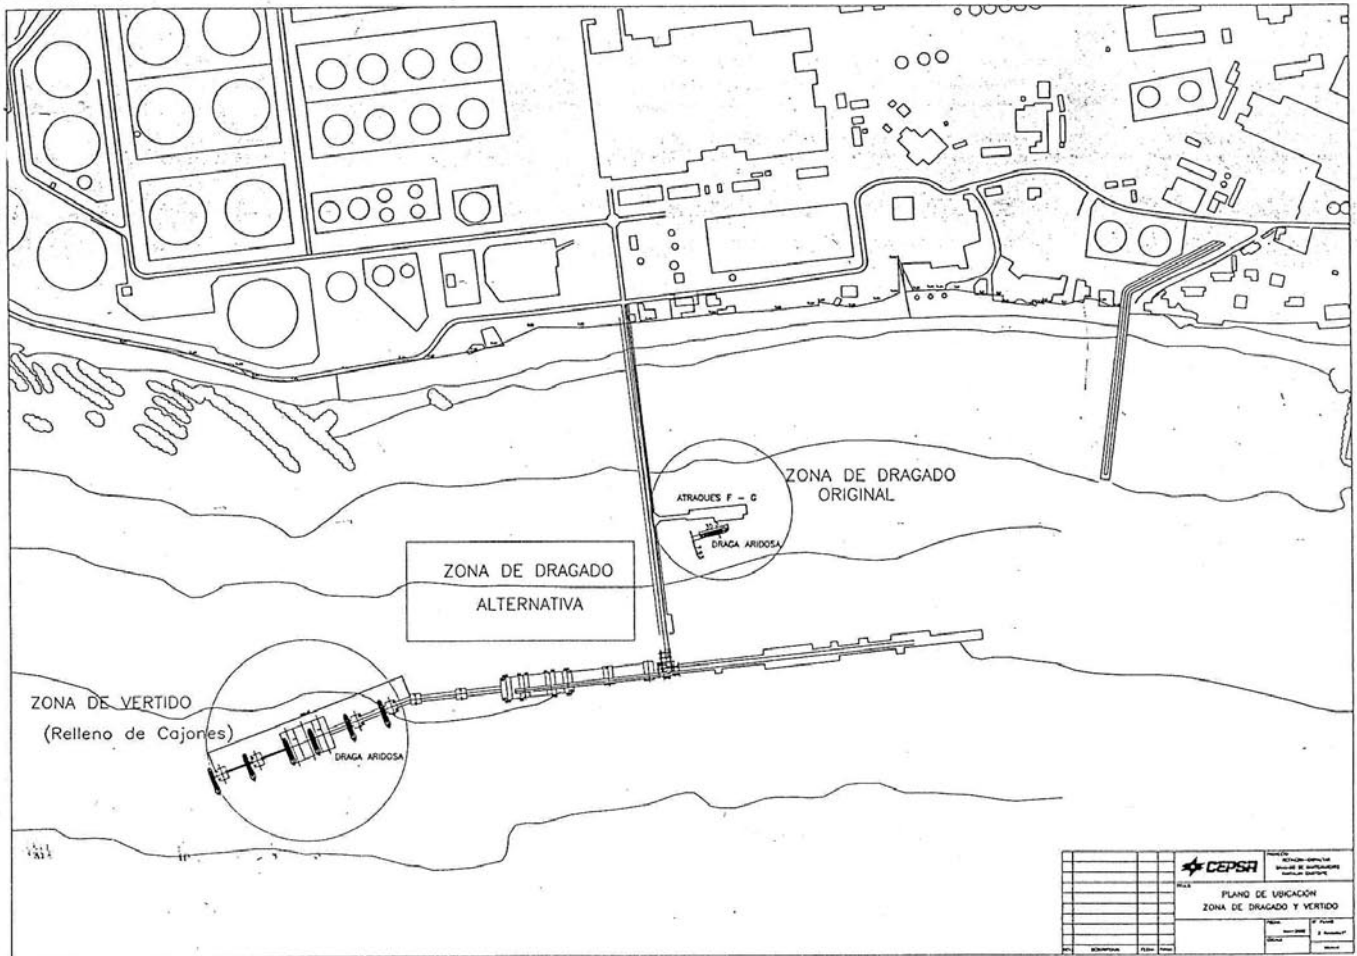 ZONA DE DRAGADO
ORIGINAL
ATRAQUES F - G
DRAGA ARIDOSA
ZONA DE DRAGADO
ALTERNATIVA
ZONA DE VERTIDO
(Relleno de Cajones)
DRAGA ARIDOSA
CEPSA
PLANO DE UBICACIÓN
ZONA DE DRAGADO Y VERTIDO